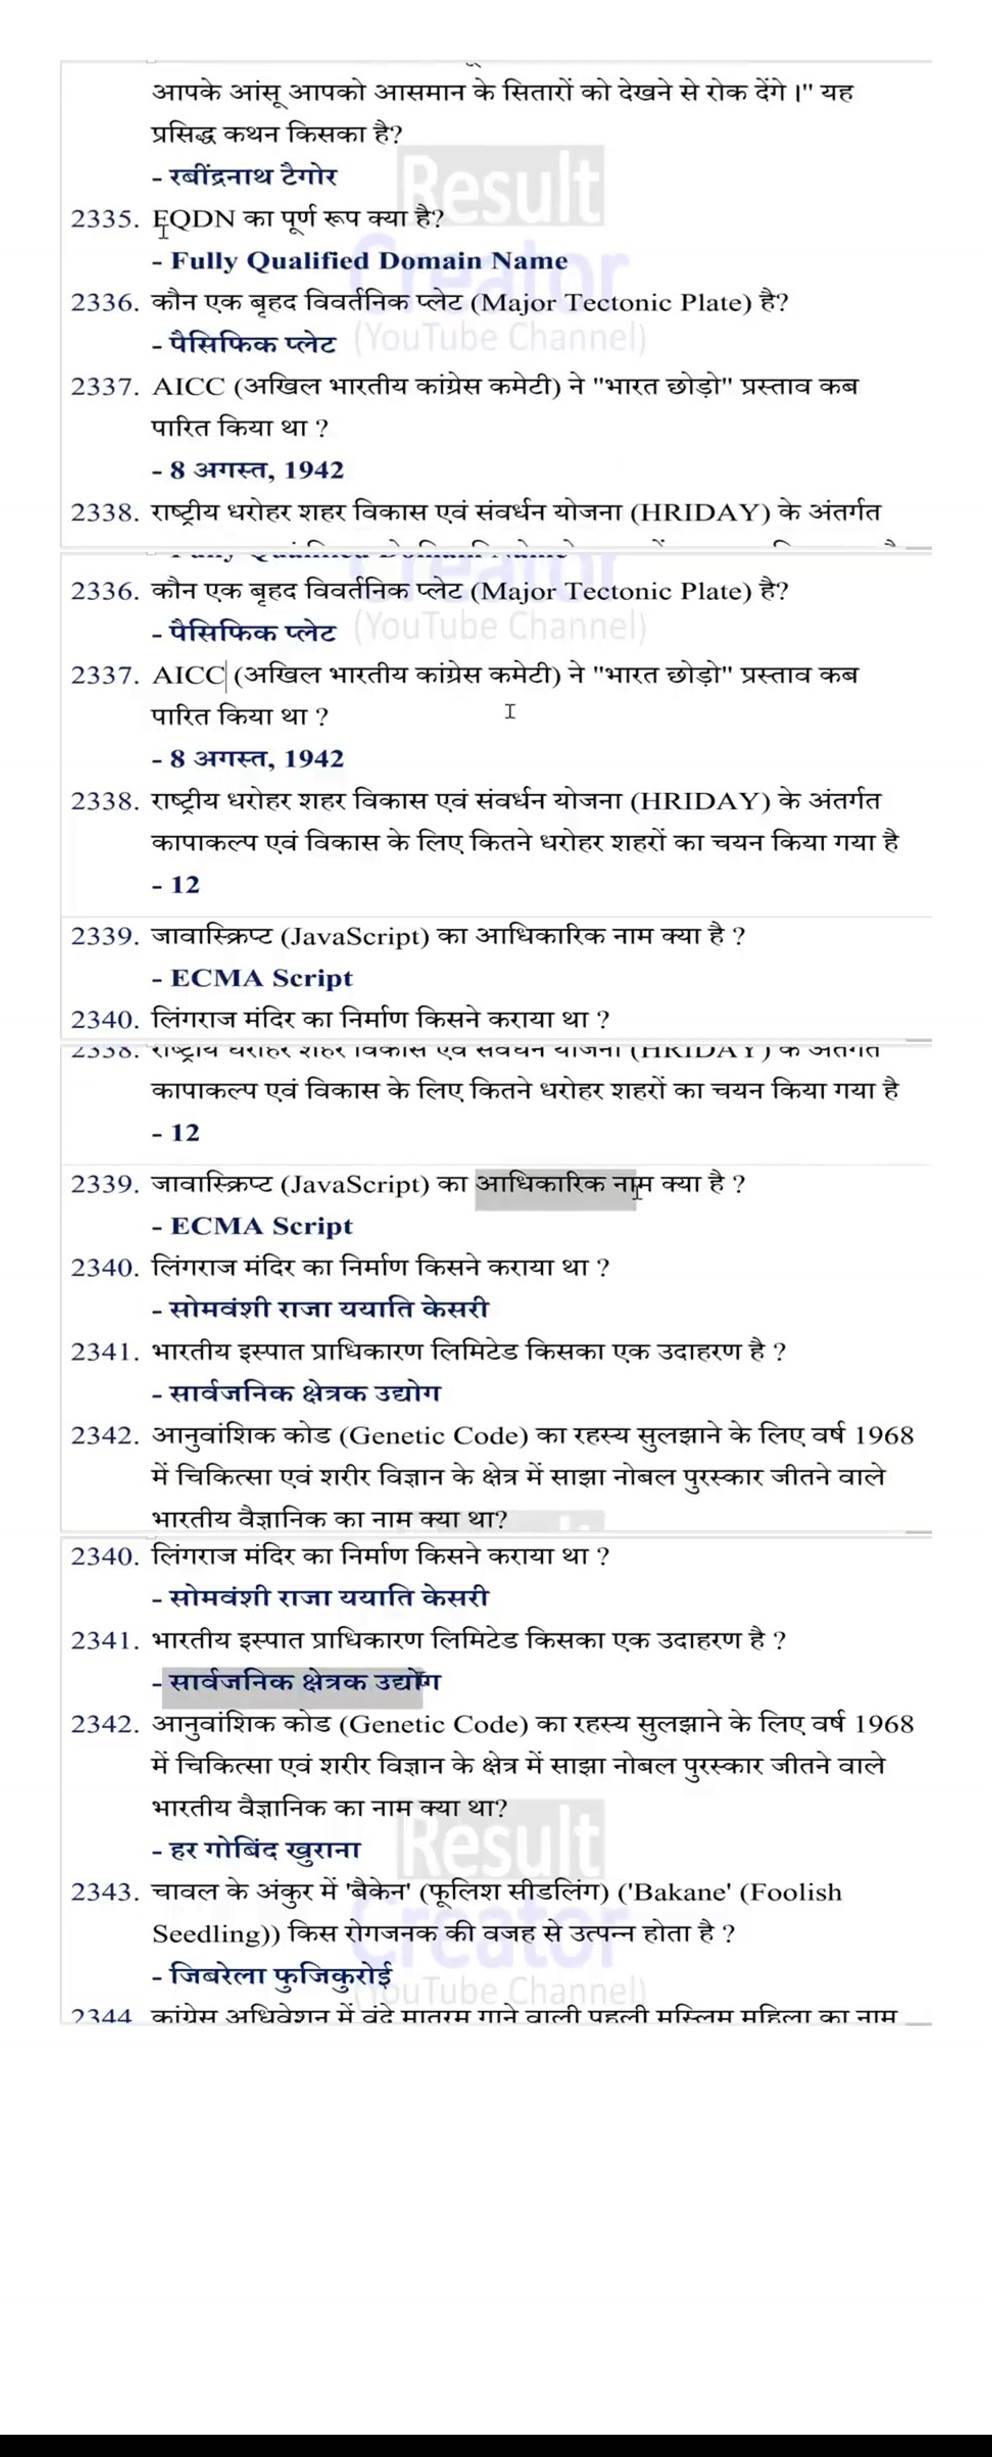 आपके आंसू आपको आसमान के सितारों को देखने से रोक देंगे।" यह
प्रसिद्ध कथन किसका है?
- रबींद्रनाथ टैगोर
Result
2335. FQDN का पूर्ण रूप क्या है?
- Fully Qualified Domain Name
Creator
2336. कौन एक बृहद विवर्तनिक प्लेट (Major Tectonic Plate) है?
- पैसिफिक प्लेट
(YouTube Channel)
2337. AICC (अखिल भारतीय कांग्रेस कमेटी) ने "भारत छोड़ो" प्रस्ताव कब
पारित किया था ?
- 8 अगस्त, 1942
2338. राष्ट्रीय धरोहर शहर विकास एवं संवर्धन योजना (HRIDAY) के अंतर्गत
2336. कौन एक बृहद विवर्तनिक प्लेट (Major Tectonic Plate) है?
- पैसिफिक प्लेट
(YouTube Channel)
2337. AICC (अखिल भारतीय कांग्रेस कमेटी) ने "भारत छोड़ो" प्रस्ताव कब
पारित किया था ?
- 8 अगस्त, 1942
2338. राष्ट्रीय धरोहर शहर विकास एवं संवर्धन योजना (HRIDAY) के अंतर्गत
कापाकल्प एवं विकास के लिए कितने धरोहर शहरों का चयन किया गया है
- 12
2339. जावास्क्रिप्ट (JavaScript) का आधिकारिक नाम क्या है ?
- ECMA Script
2340. लिंगराज मंदिर का निर्माण किसने कराया था ?
2338. राष्ट्रीय धरोहर शहर विकास एवं संवर्धन योजना (HRIDAY) के अंतर्गत
कापाकल्प एवं विकास के लिए कितने धरोहर शहरों का चयन किया गया है
- 12
2339. जावास्क्रिप्ट (JavaScript) का आधिकारिक नाम क्या है ?
- ECMA Script
2340. लिंगराज मंदिर का निर्माण किसने कराया था ?
- सोमवंशी राजा ययाति केसरी
2341. भारतीय इस्पात प्राधिकारण लिमिटेड किसका एक उदाहरण है ?
- सार्वजनिक क्षेत्रक उद्योग
2342. आनुवांशिक कोड (Genetic Code) का रहस्य सुलझाने के लिए वर्ष 1968
में चिकित्सा एवं शरीर विज्ञान के क्षेत्र में साझा नोबल पुरस्कार जीतने वाले
भारतीय वैज्ञानिक का नाम क्या था?
2340. लिंगराज मंदिर का निर्माण किसने कराया था ?
- सोमवंशी राजा ययाति केसरी
2341. भारतीय इस्पात प्राधिकारण लिमिटेड किसका एक उदाहरण है ?
- सार्वजनिक क्षेत्रक उद्योग
2342. आनुवांशिक कोड (Genetic Code) का रहस्य सुलझाने के लिए वर्ष 1968
में चिकित्सा एवं शरीर विज्ञान के क्षेत्र में साझा नोबल पुरस्कार जीतने वाले
भारतीय वैज्ञानिक का नाम क्या था?
- हर गोबिंद खुराना
Result
2343. चावल के अंकुर में 'बैकेन' (फूलिश सीडलिंग) ('Bakane' (Foolish
Seedling)) किस रोगजनक की वजह से उत्पन्न होता है ?
Creator
- जिबरेला फुजिकुरोई
YouTube Channel)
2344 कांग्रेस अधिवेशन में वंदे मातरम गाने वाली पहली मुस्लिम महिला का नाम